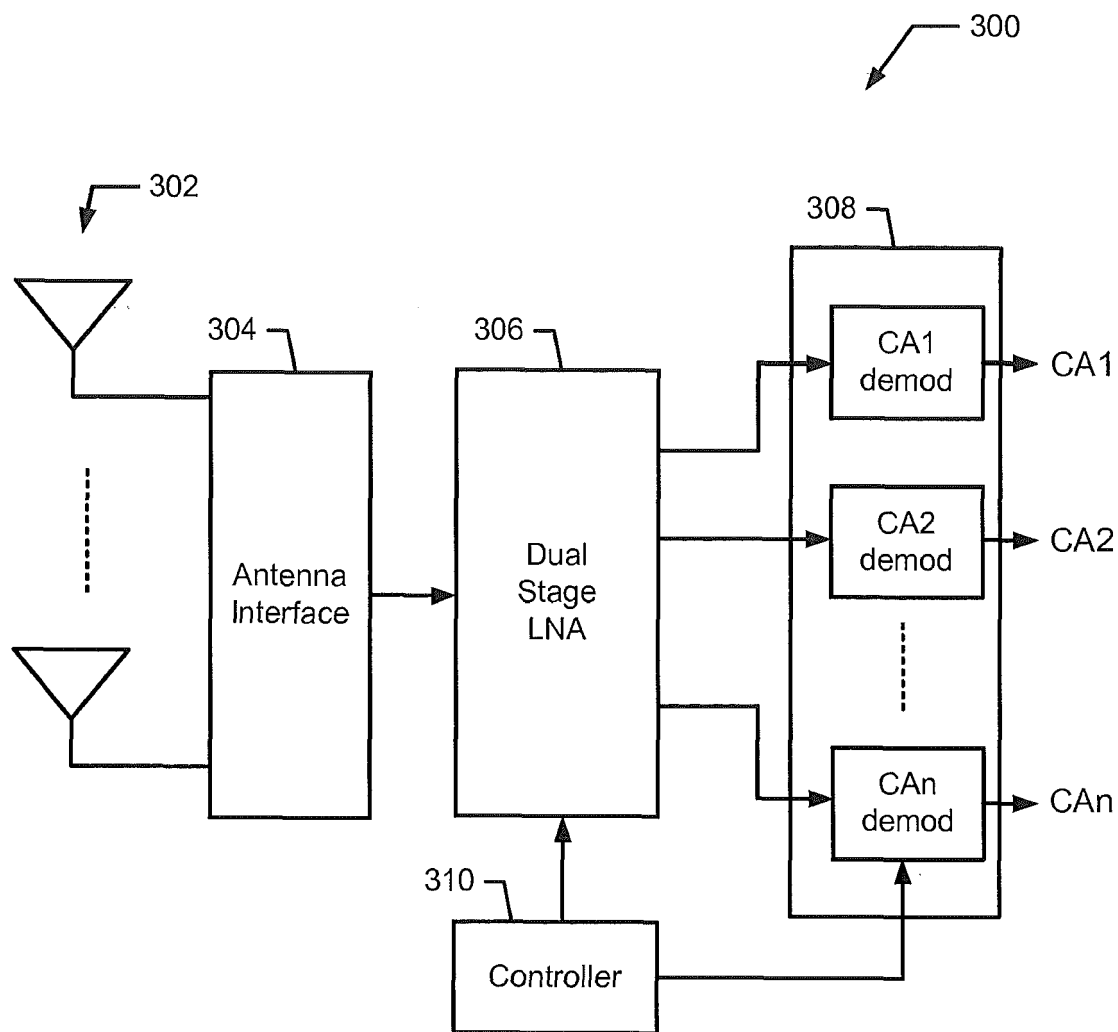 300
302
308
304
306
CA1
demod
CA1
CA2
demod
CA2
Antenna
Interface
Dual
Stage
LNA
CAn
demod
CAn
310
Controller